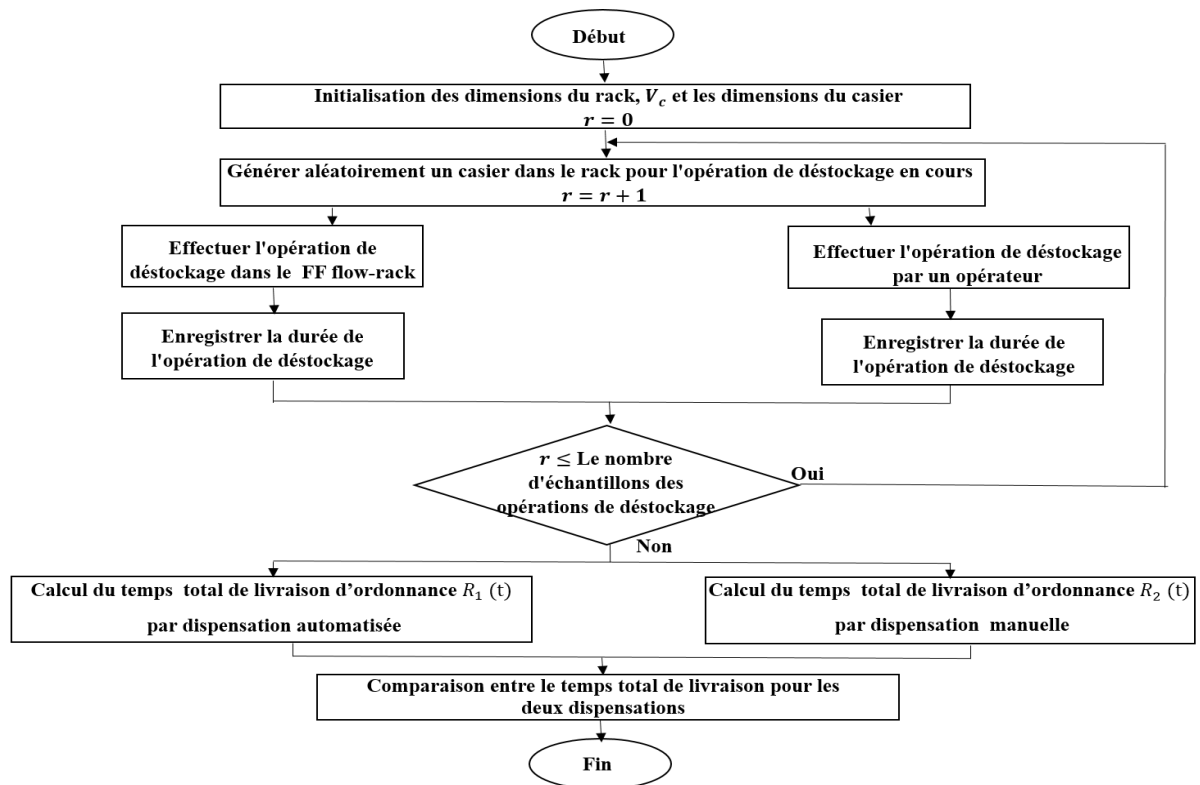 Début
Initialisation des dimensions du rack, V_c et les dimensions du casier
r = 0
Générer aléatoirement un casier dans le rack pour l'opération de déstockage en cours
r = r + 1
Effectuer l'opération de
déstockage dans le FF flow-rack
Effectuer l'opération de déstockage
par un opérateur
Enregistrer la durée de
l'opération de déstockage
Enregistrer la durée de
l'opération de déstockage
r ≤ Le nombre
d'échantillons des
opérations de déstockage
Oui
Non
Calcul du temps total de livraison d’ordonnance R₁ (t)
par dispensation automatisée
Calcul du temps total de livraison d’ordonnance R₂ (t)
par dispensation manuelle
Comparaison entre le temps total de livraison pour les
deux dispensations
Fin